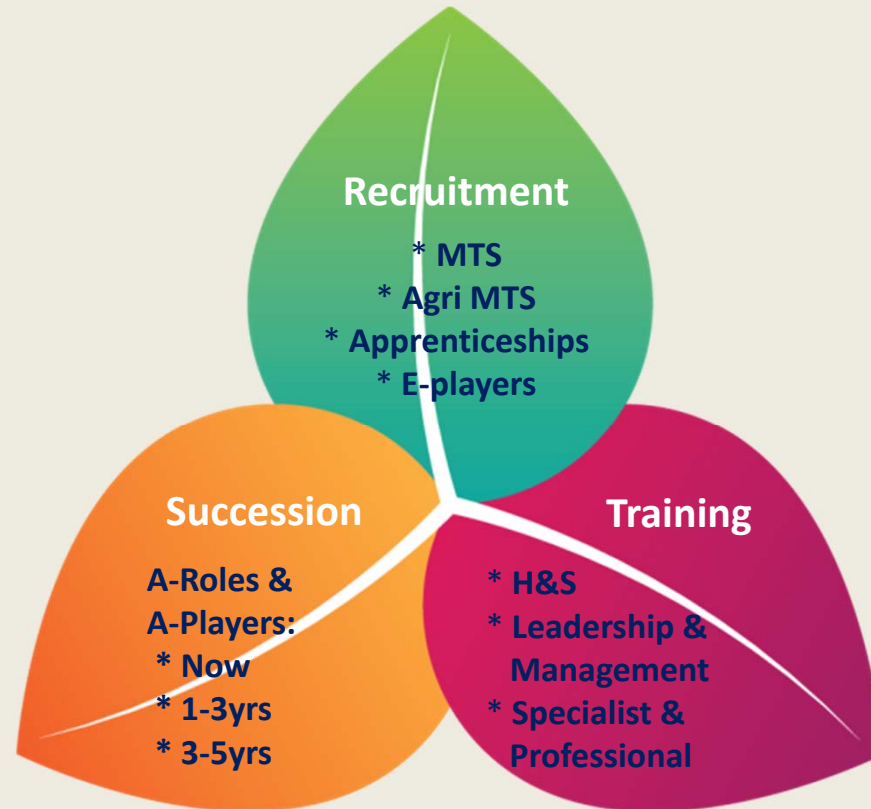 Recruitment
* MTS
* Agri MTS
* Apprenticeships
* E-players
Succession
A-Roles &
A-Players:
* Now
* 1-3yrs
* 3-5yrs
Training
* H&S
* Leadership &
Management
* Specialist &
Professional